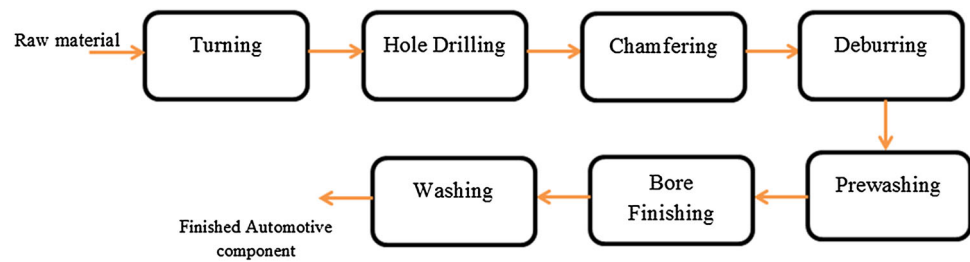 Raw material
Turning
Hole Drilling
Chamfering
Deburring
Prewashing
Bore
Finishing
Washing
Finished Automotive
component